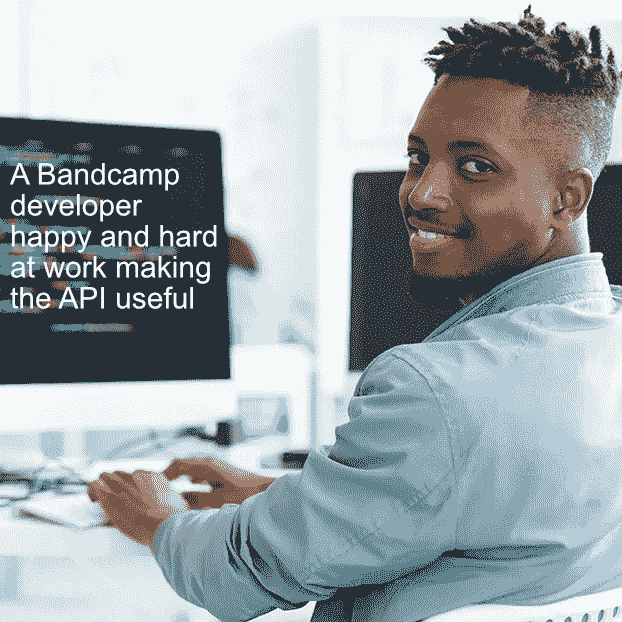 A Bandcamp
developer
happy and hard
at work making
the API useful